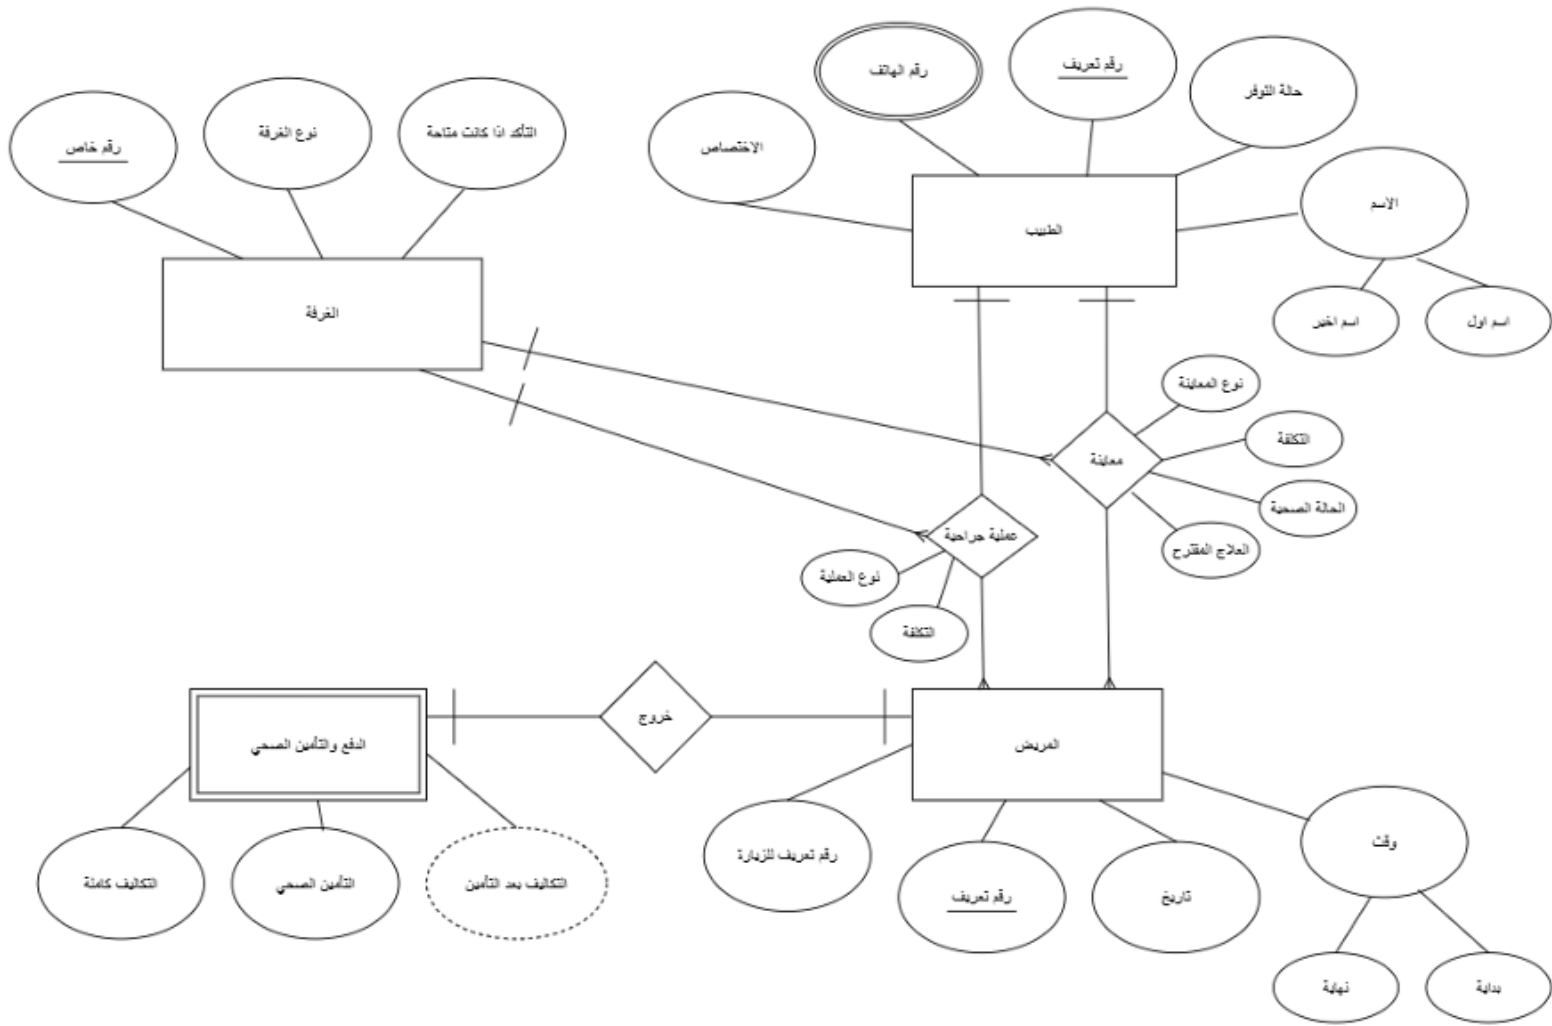 رقم الهاتف
رقم تعريف
حالة التوفر
الاختصاص
التأكد اذا كانت متاحة
نوع الغرفة
رقم خاص
الاسم
الطبيب
اسم اول
اسم اخير
الغرفة
نوع المعاينة
التكلفة
معاينة
الحالة الصحية
العلاج المقترح
عملية جراحية
نوع العملية
التكلفة
خروج
المريض
الدفع والتأمين الصحي
وقت
رقم تعريف للزيارة
رقم تعريف
تاريخ
التكاليف بعد التأمين
التأمين الصحي
التكاليف كاملة
بداية
نهاية